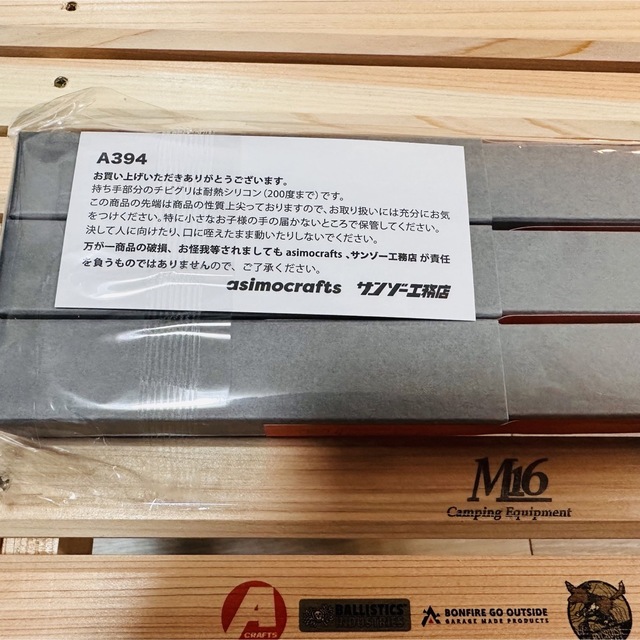 A394
お買い上げいただきありがとうございます。
持ち手部分のチビグリは耐熱シリコン(200度まで)です。
この商品の先端は商品の性質上尖っておりますので、お取り扱いには充分にお気
をつけください。特に小さなお子様の手の届かないところで保管してください。
決して人に向けたり、口に咥えたまま動いたりしないでください。
万が一商品の破損、お怪我等されましても asimocrafts 、サンゾー工務店 が責任
を負うものではありませんので、ご了承ください。
asimocrafts サンゾー工務店
M16
Camping Equipment
A
CRAFTS
BALLISTICS
INDUSTRIES
BONFIRE GO OUTSIDE
GARAGE MADE PRODUCTS